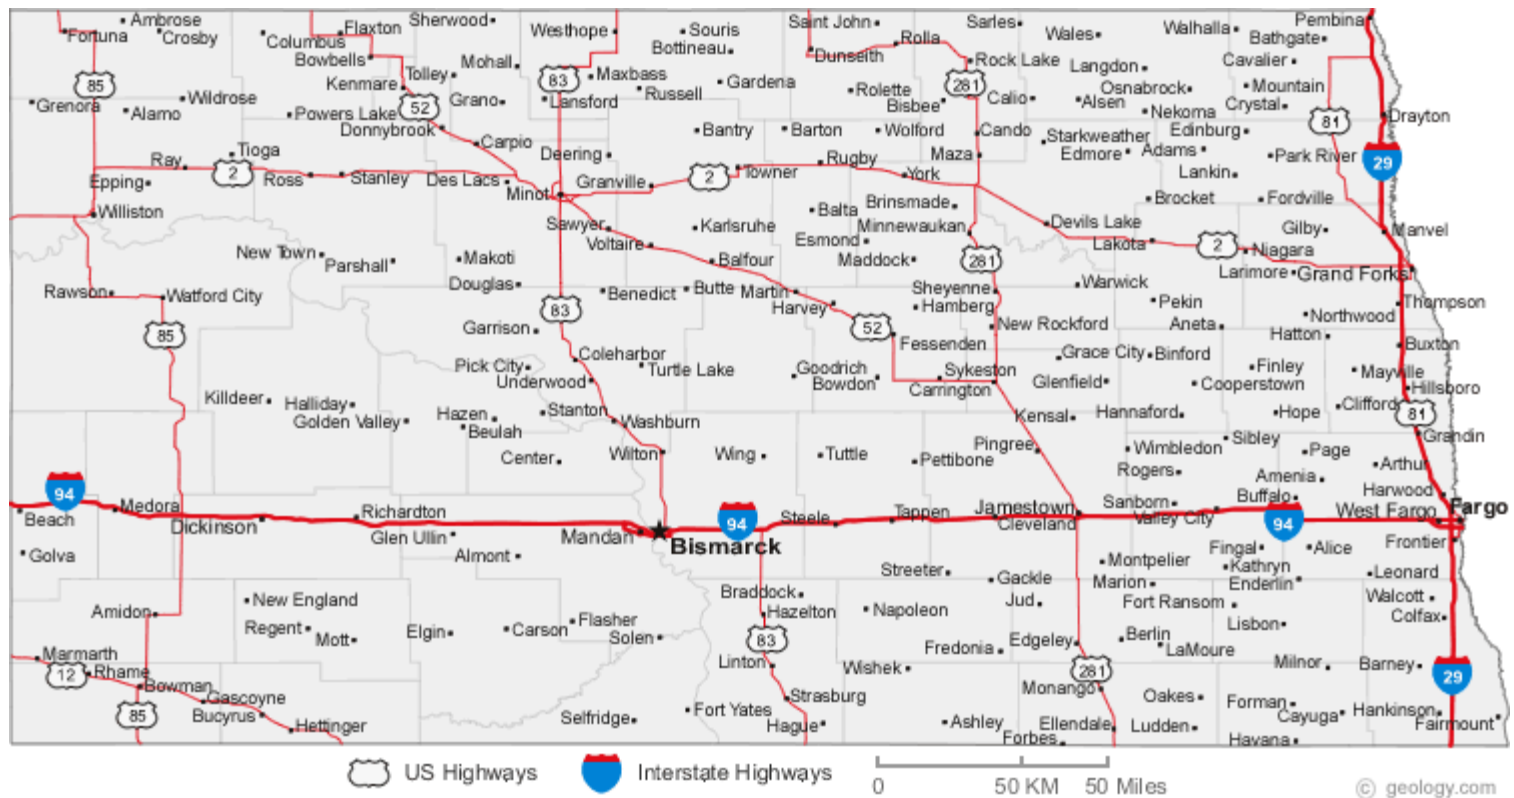 Ambrose
Sherwood
Saint John
Sarles
Walhalla
Pembina
Fortuna
Crosby
Columbus
Flaxton
Westhope
Souris
Bottineau
Rolla
Wales
Bathgate
Bowbells
Mohall
Dunseith
Rock Lake
Langdon
Cavalier
85
Kenmare
Tolley
83
Maxbass
Gardena
281
Osnabrock
Mountain
Grenora
Wildrose
Grano
Lansford
Russell
Rolette
Bisbee
Calio
Alsen
Crystal
Alamo
Powers Lake
52
Nekoma
81
Drayton
Donnybrook
Carpio
Bantry
Barton
Wolford
Cando
Starkweather
Edinburg
Tioga
Ray
Deering
Rugby
Maza
Edmore
Adams
Park River
29
Epping
2
Ross
Stanley
Des Lacs
Minot
Granville
2
Towner
York
Lankin
Williston
Sawyer
Karlsruhe
Balta
Brinsmade
Brocket
Fordville
Voltaire
Esmond
Minnewaukan
Devils Lake
Lakota
2
Gilby
Manvel
New Town
Parshall
Makoti
Balfour
Maddock
281
Niagara
Larimore
Grand Forks
Rawson
Watford City
Douglas
Benedict
Butte
Martin
Sheyenne
Warwick
Harvey
Hamberg
Pekin
Thompson
85
83
Garrison
52
New Rockford
Aneta
Northwood
Hatton
Fessenden
Buxton
Coleharbor
Grace City
Binford
Pick City
Turtle Lake
Goodrich
Sykeston
Finley
Mayville
Underwood
Bowdon
Carrington
Glenfield
Cooperstown
Hillsboro
Killdeer
Halliday
Golden Valley
Hazen
Stanton
Washburn
Kensal
Hannaford
Hope
Clifford
81
Beulah
Pingree
Sibley
Grandin
Center
Wilton
Wing
Tuttle
Pettibone
Wimbledon
Page
Rogers
Amenia
Arthur
94
Medora
Richardton
Jamestown
Sanborn
Buffalo
Harwood
Beach
Dickinson
94
Steele
Tappen
Cleveland
Valley City
94
West Fargo
Fargo
Glen Ullin
Mandan
Bismarck
Frontier
Golva
Almont
Montpelier
Fingal
Alice
Streeter
Gackle
Marion
Kathryn
Enderlin
Leonard
New England
Braddock
Jud
Fort Ransom
Walcott
Amidon
Hazelton
Napoleon
Colfax
Regent
Mott
Elgin
Carson
Flasher
Solen
83
Fredonia
Edgeley
Berlin
Lisbon
LaMoure
Marmarth
Linton
Wishek
281
Milnor
Barney
29
12
Rhame
Bowman
Gascoyne
Strasburg
Monango
Oakes
Forman
85
Bucyrus
Hettinger
Selfridge
Fort Yates
Hague
Ashley
Ellendale
Ludden
Cayuga
Hankinson
Fairmount
Forbes
Havana
US Highways
Interstate Highways
0 50 KM 50 Miles
© geology.com